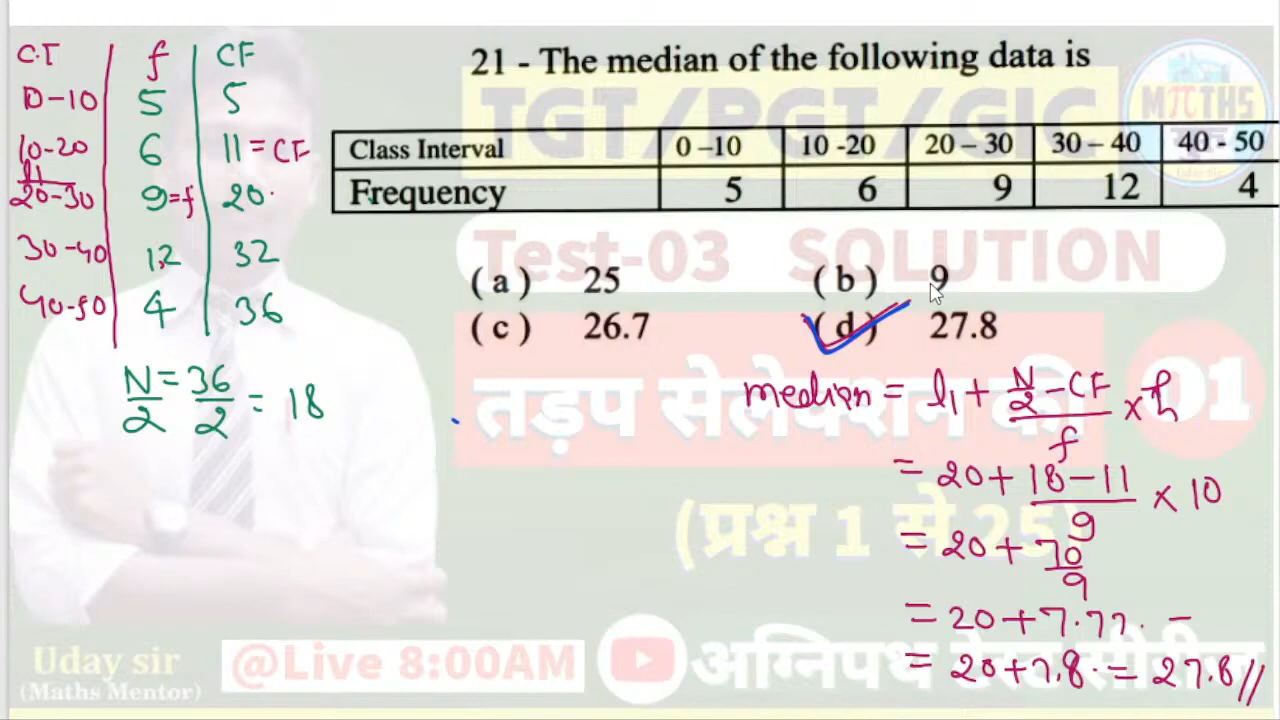 C.I f CF
0-10 5 5
10-20 6 11 = CF
l₁
20-30 9=f 20
30-40 12 32
40-50 4 36
N/2 = 36/2 = 18
21 - The median of the following data is
TGT/PGT/GIC
MπTHS
Class Interval 0 –10 10 -20 20 – 30 30 – 40 40 - 50
Frequency 5 6 9 12 4
Test-03 SOLUTION
( a ) 25 ( b ) 9
( c ) 26.7 ( d ) 27.8
तड़प सेलेक्शन की 01
(प्रश्न 1 से 25)
median = l₁ + (N/2 - CF)/f × h
= 20 + (18 - 11)/9 × 10
= 20 + 70/9
= 20 + 7.77. –
= 20 + 7.8. = 27.8//
Uday sir
(Maths Mentor)
@Live 8:00AM
अग्निपथ टेस्ट सीरीज